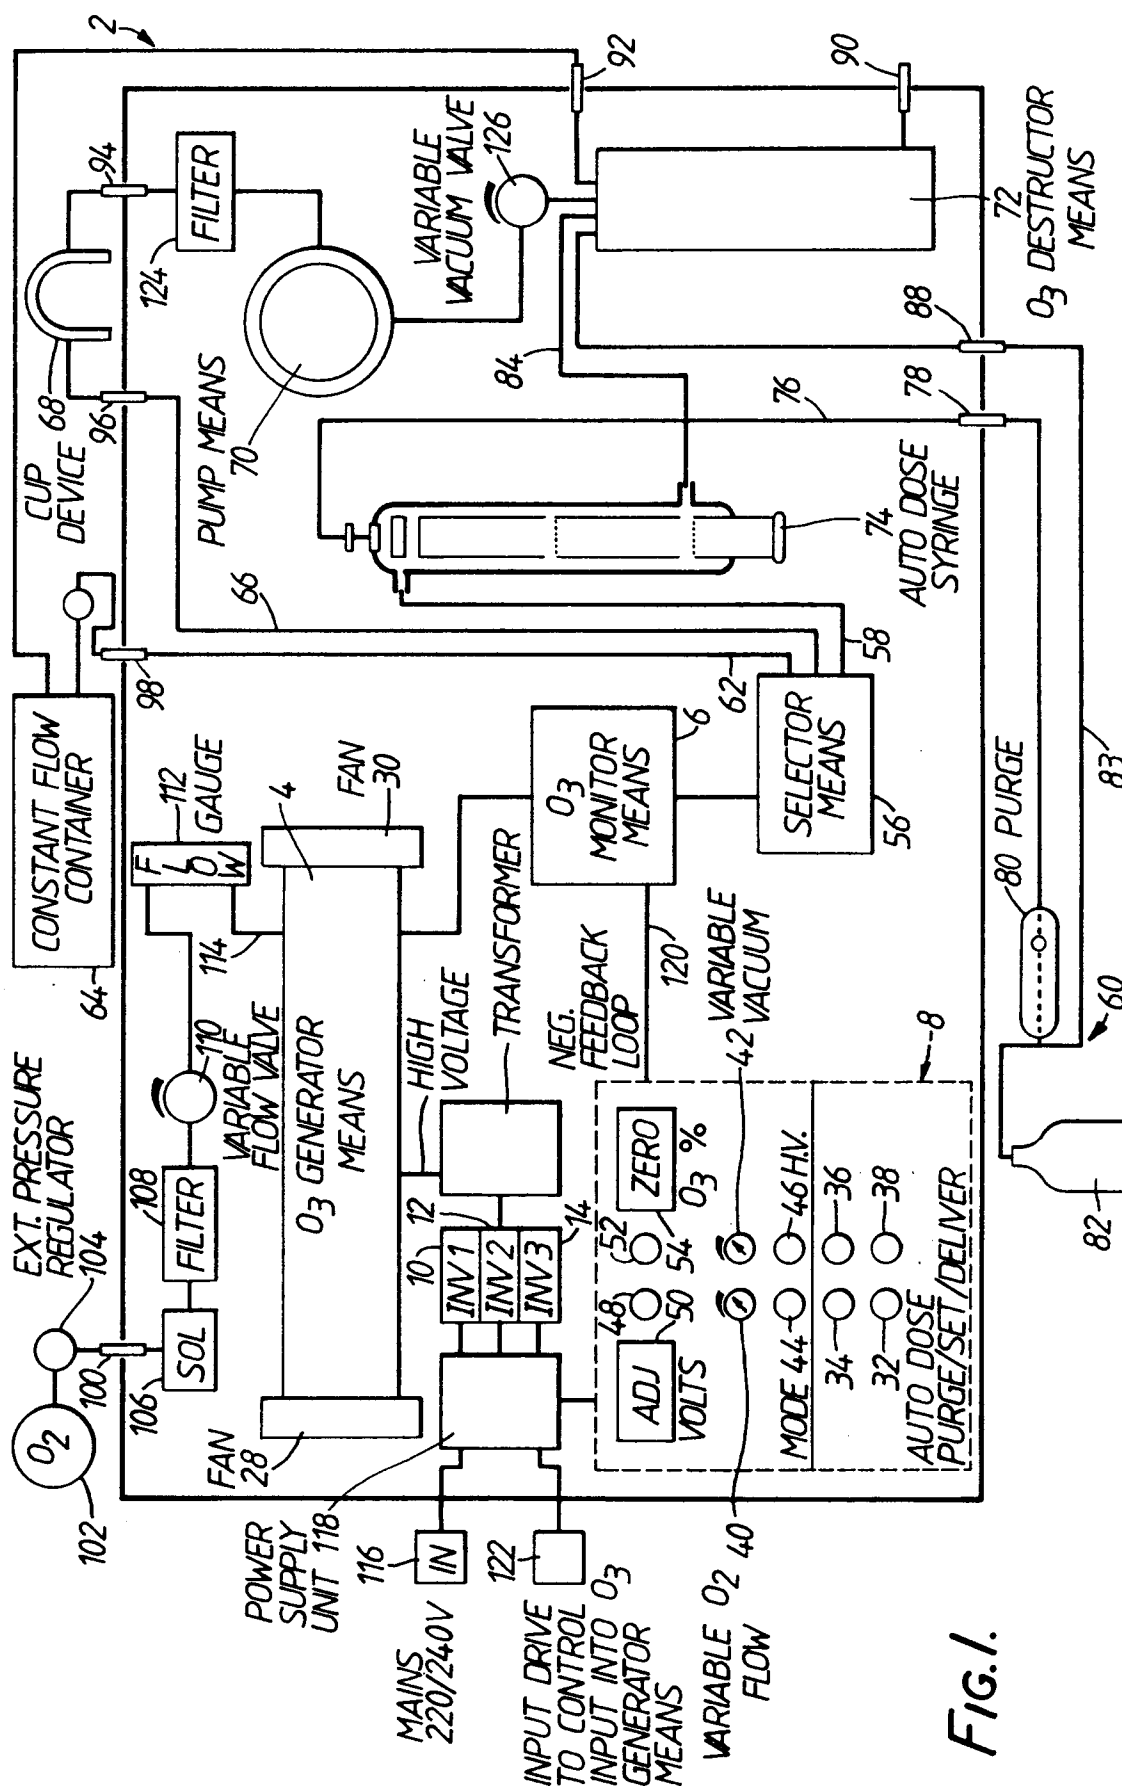 2
CONSTANT FLOW
CONTAINER
64
CUP
DEVICE
68
96
98
94
92
90
FILTER
124
PUMP MEANS
70
VARIABLE
VACUUM VALVE
126
72
O3 DESTRUCTOR
MEANS
88
84
76
78
AUTO DOSE
SYRINGE
74
66
62
58
SELECTOR
MEANS
56
O3
MONITOR
MEANS
6
80 PURGE
83
60
82
EXT. PRESSURE
REGULATOR
104
O2
102
100
106
SOL
108
FILTER
110
VARIABLE
FLOW VALVE
FLOW
112
GAUGE
114
4
FAN
30
O3 GENERATOR
MEANS
FAN
28
HIGH
VOLTAGE
TRANSFORMER
12
10
INV 1
INV 2
INV 3
14
NEG.
FEEDBACK
LOOP
120
POWER
SUPPLY
UNIT 118
116
IN
MAINS
220/240V
122
INPUT DRIVE
TO CONTROL
INPUT INTO O3
GENERATOR
MEANS
ADJ
VOLTS
48
50
52
54
ZERO
O3 %
VARIABLE
VACUUM
42
VARIABLE O2
FLOW
40
MODE 44
46 H.V.
34
36
32
38
AUTO DOSE
PURGE/SET/DELIVER
8
FIG. 1.